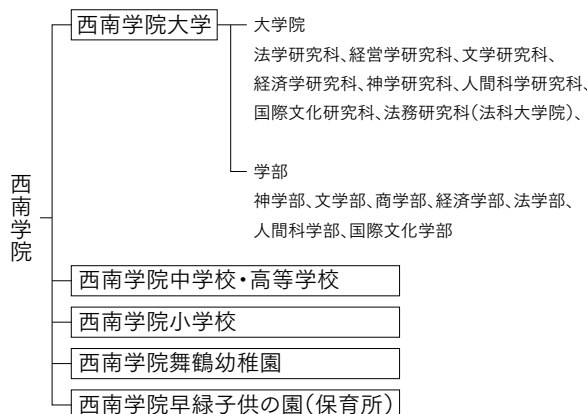 西南学院
西南学院大学
大学院
法学研究科、経営学研究科、文学研究科、
経済学研究科、神学研究科、人間科学研究科、
国際文化研究科、法務研究科(法科大学院)、
学部
神学部、文学部、商学部、経済学部、法学部、
人間科学部、国際文化学部
西南学院中学校・高等学校
西南学院小学校
西南学院舞鶴幼稚園
西南学院早緑子供の園(保育所)